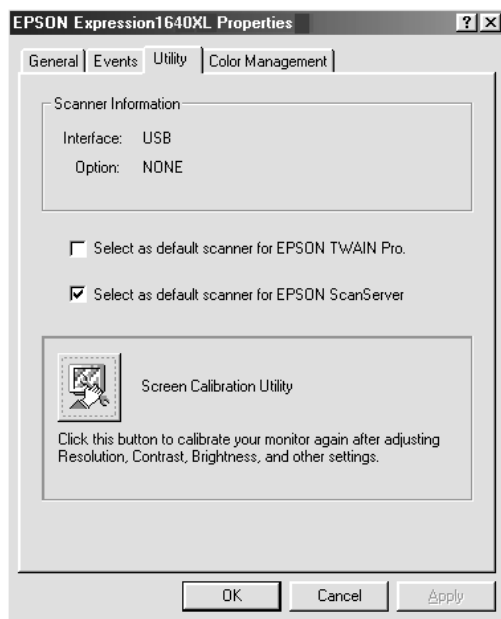 EPSON Expression1640XL Properties
General Events Utility Color Management
Scanner Information
Interface: USB
Option: NONE
Select as default scanner for EPSON TWAIN Pro.
Select as default scanner for EPSON ScanServer
Screen Calibration Utility
Click this button to calibrate your monitor again after adjusting
Resolution, Contrast, Brightness, and other settings.
OK Cancel Apply